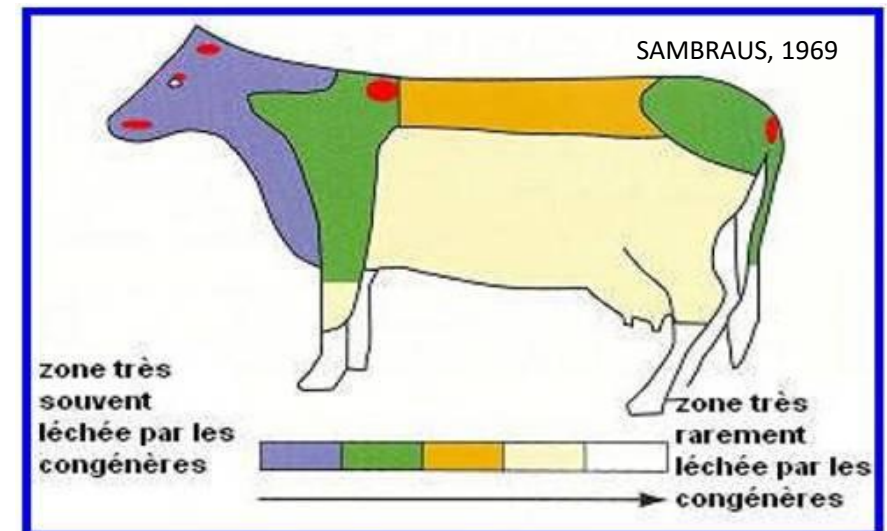 SAMBRAUS, 1969
zone très
souvent
léchée par les
congénères
zone très
rarement
léchée par les
congénères